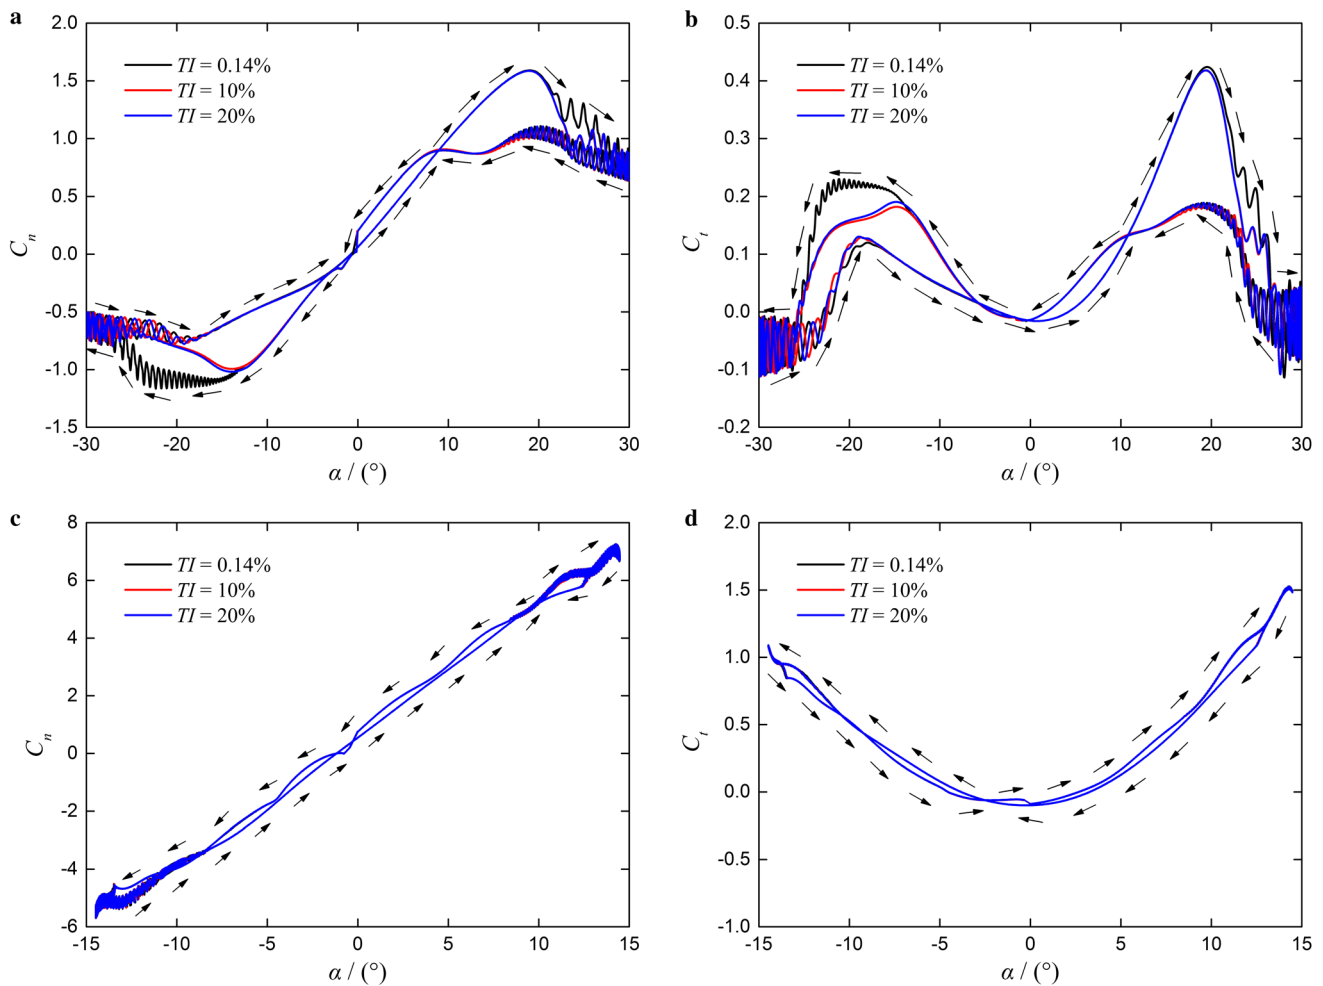 a
2.0
1.5
1.0
0.5
0.0
-0.5
-1.0
-1.5
C_n
TI = 0.14%
TI = 10%
TI = 20%
-30 -20 -10 0 10 20 30
α / (°)
b
0.5
0.4
0.3
0.2
0.1
0.0
-0.1
-0.2
C_t
TI = 0.14%
TI = 10%
TI = 20%
-30 -20 -10 0 10 20 30
α / (°)
c
8
6
4
2
0
-2
-4
-6
C_n
TI = 0.14%
TI = 10%
TI = 20%
-15 -10 -5 0 5 10 15
α / (°)
d
2.0
1.5
1.0
0.5
0.0
-0.5
-1.0
C_t
TI = 0.14%
TI = 10%
TI = 20%
-15 -10 -5 0 5 10 15
α / (°)